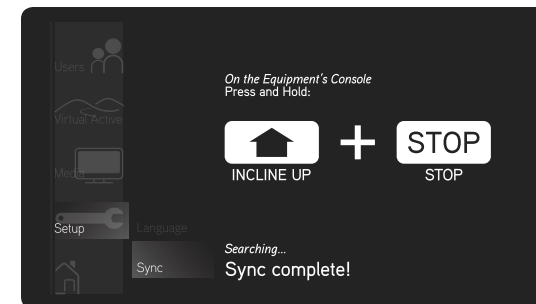 Users
Virtual Active
Media
Setup
Language
Sync
On the Equipment's Console
Press and Hold:
STOP
INCLINE UP
STOP
Searching...
Sync complete!